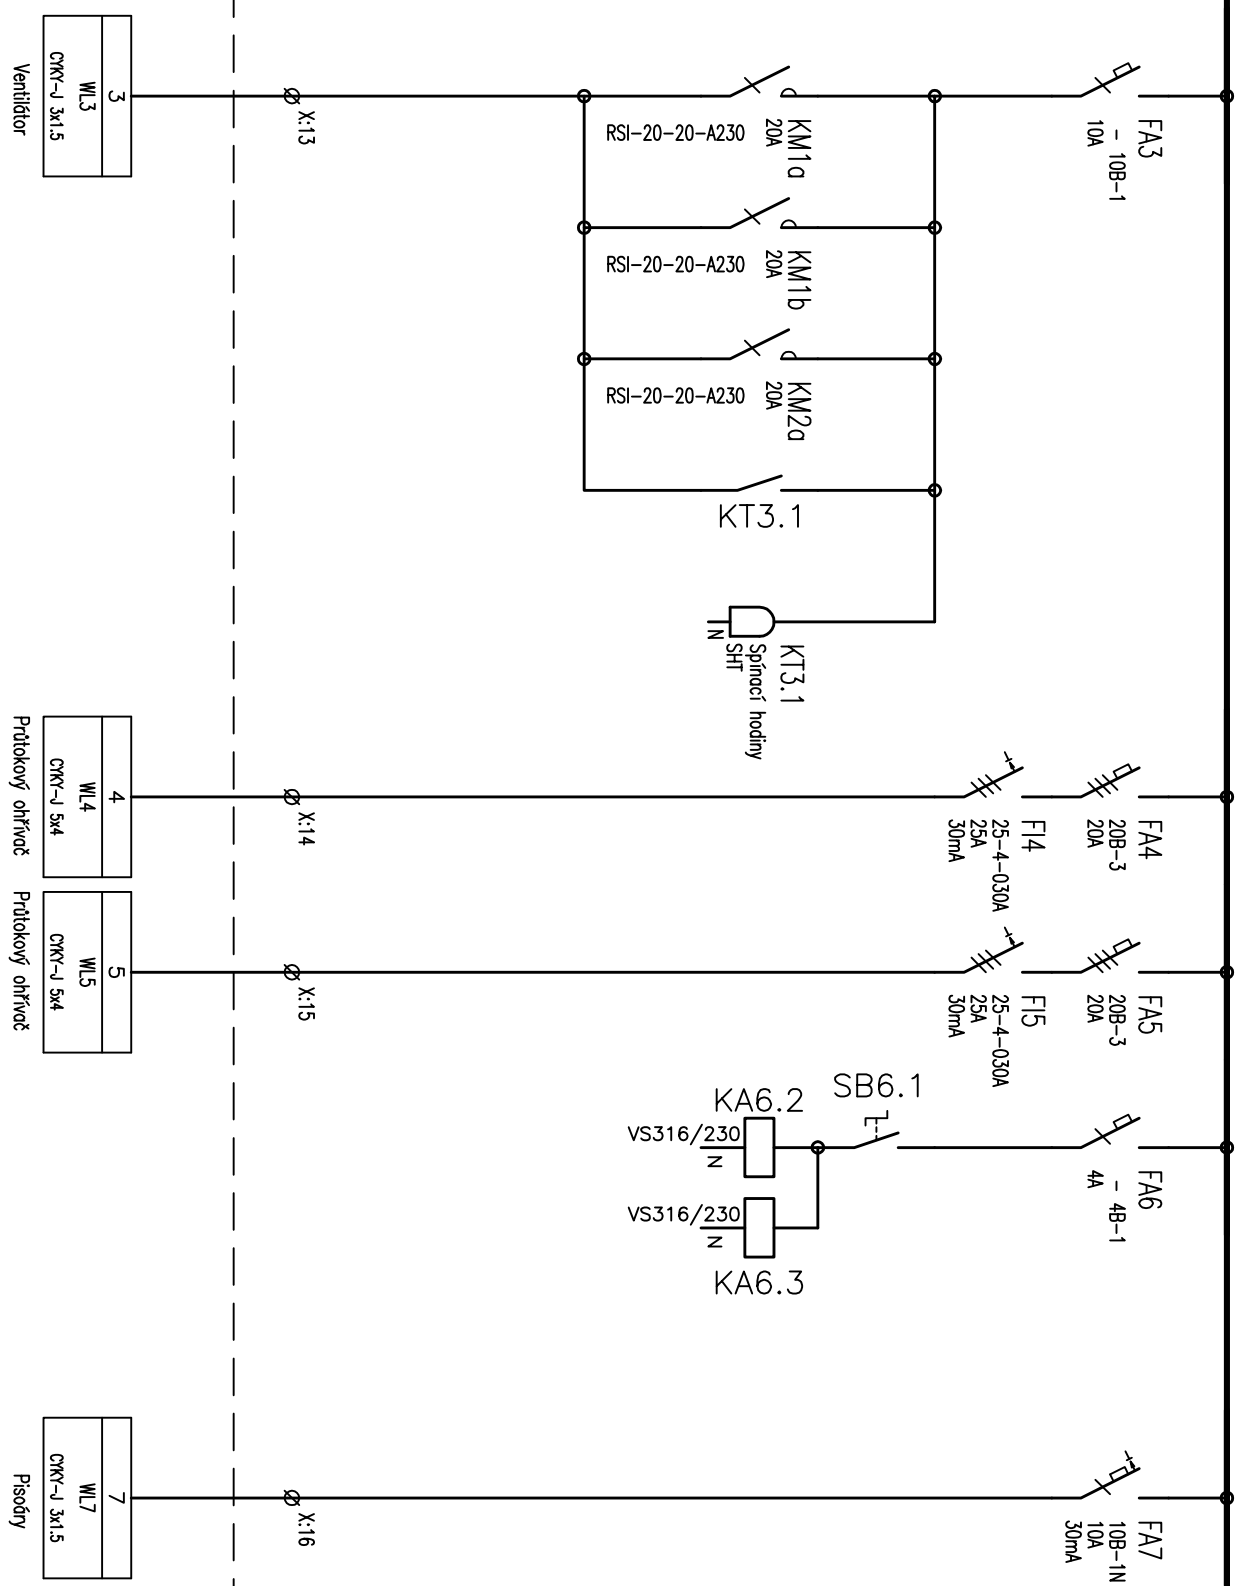 FA3
- 10B-1
10A
KM1a
20A
RSI-20-20-A230
KM1b
20A
RSI-20-20-A230
KM2a
20A
RSI-20-20-A230
KT3.1
KT3.1
Spínací hodiny
SHT
N
X:13
3
WL3
CYKY-J 3x1.5
Ventilátor
FA4
20B-3
20A
FI4
25-4-030A
25A
30mA
X:14
4
WL4
CYKY-J 5x4
Průtokový ohřívač
FA5
20B-3
20A
FI5
25-4-030A
25A
30mA
X:15
5
WL5
CYKY-J 5x4
Průtokový ohřívač
FA6
- 4B-1
4A
SB6.1
KA6.2
VS316/230
N
VS316/230
N
KA6.3
FA7
10B-1N
10A
30mA
X:16
7
WL7
CYKY-J 3x1.5
Pisoáry